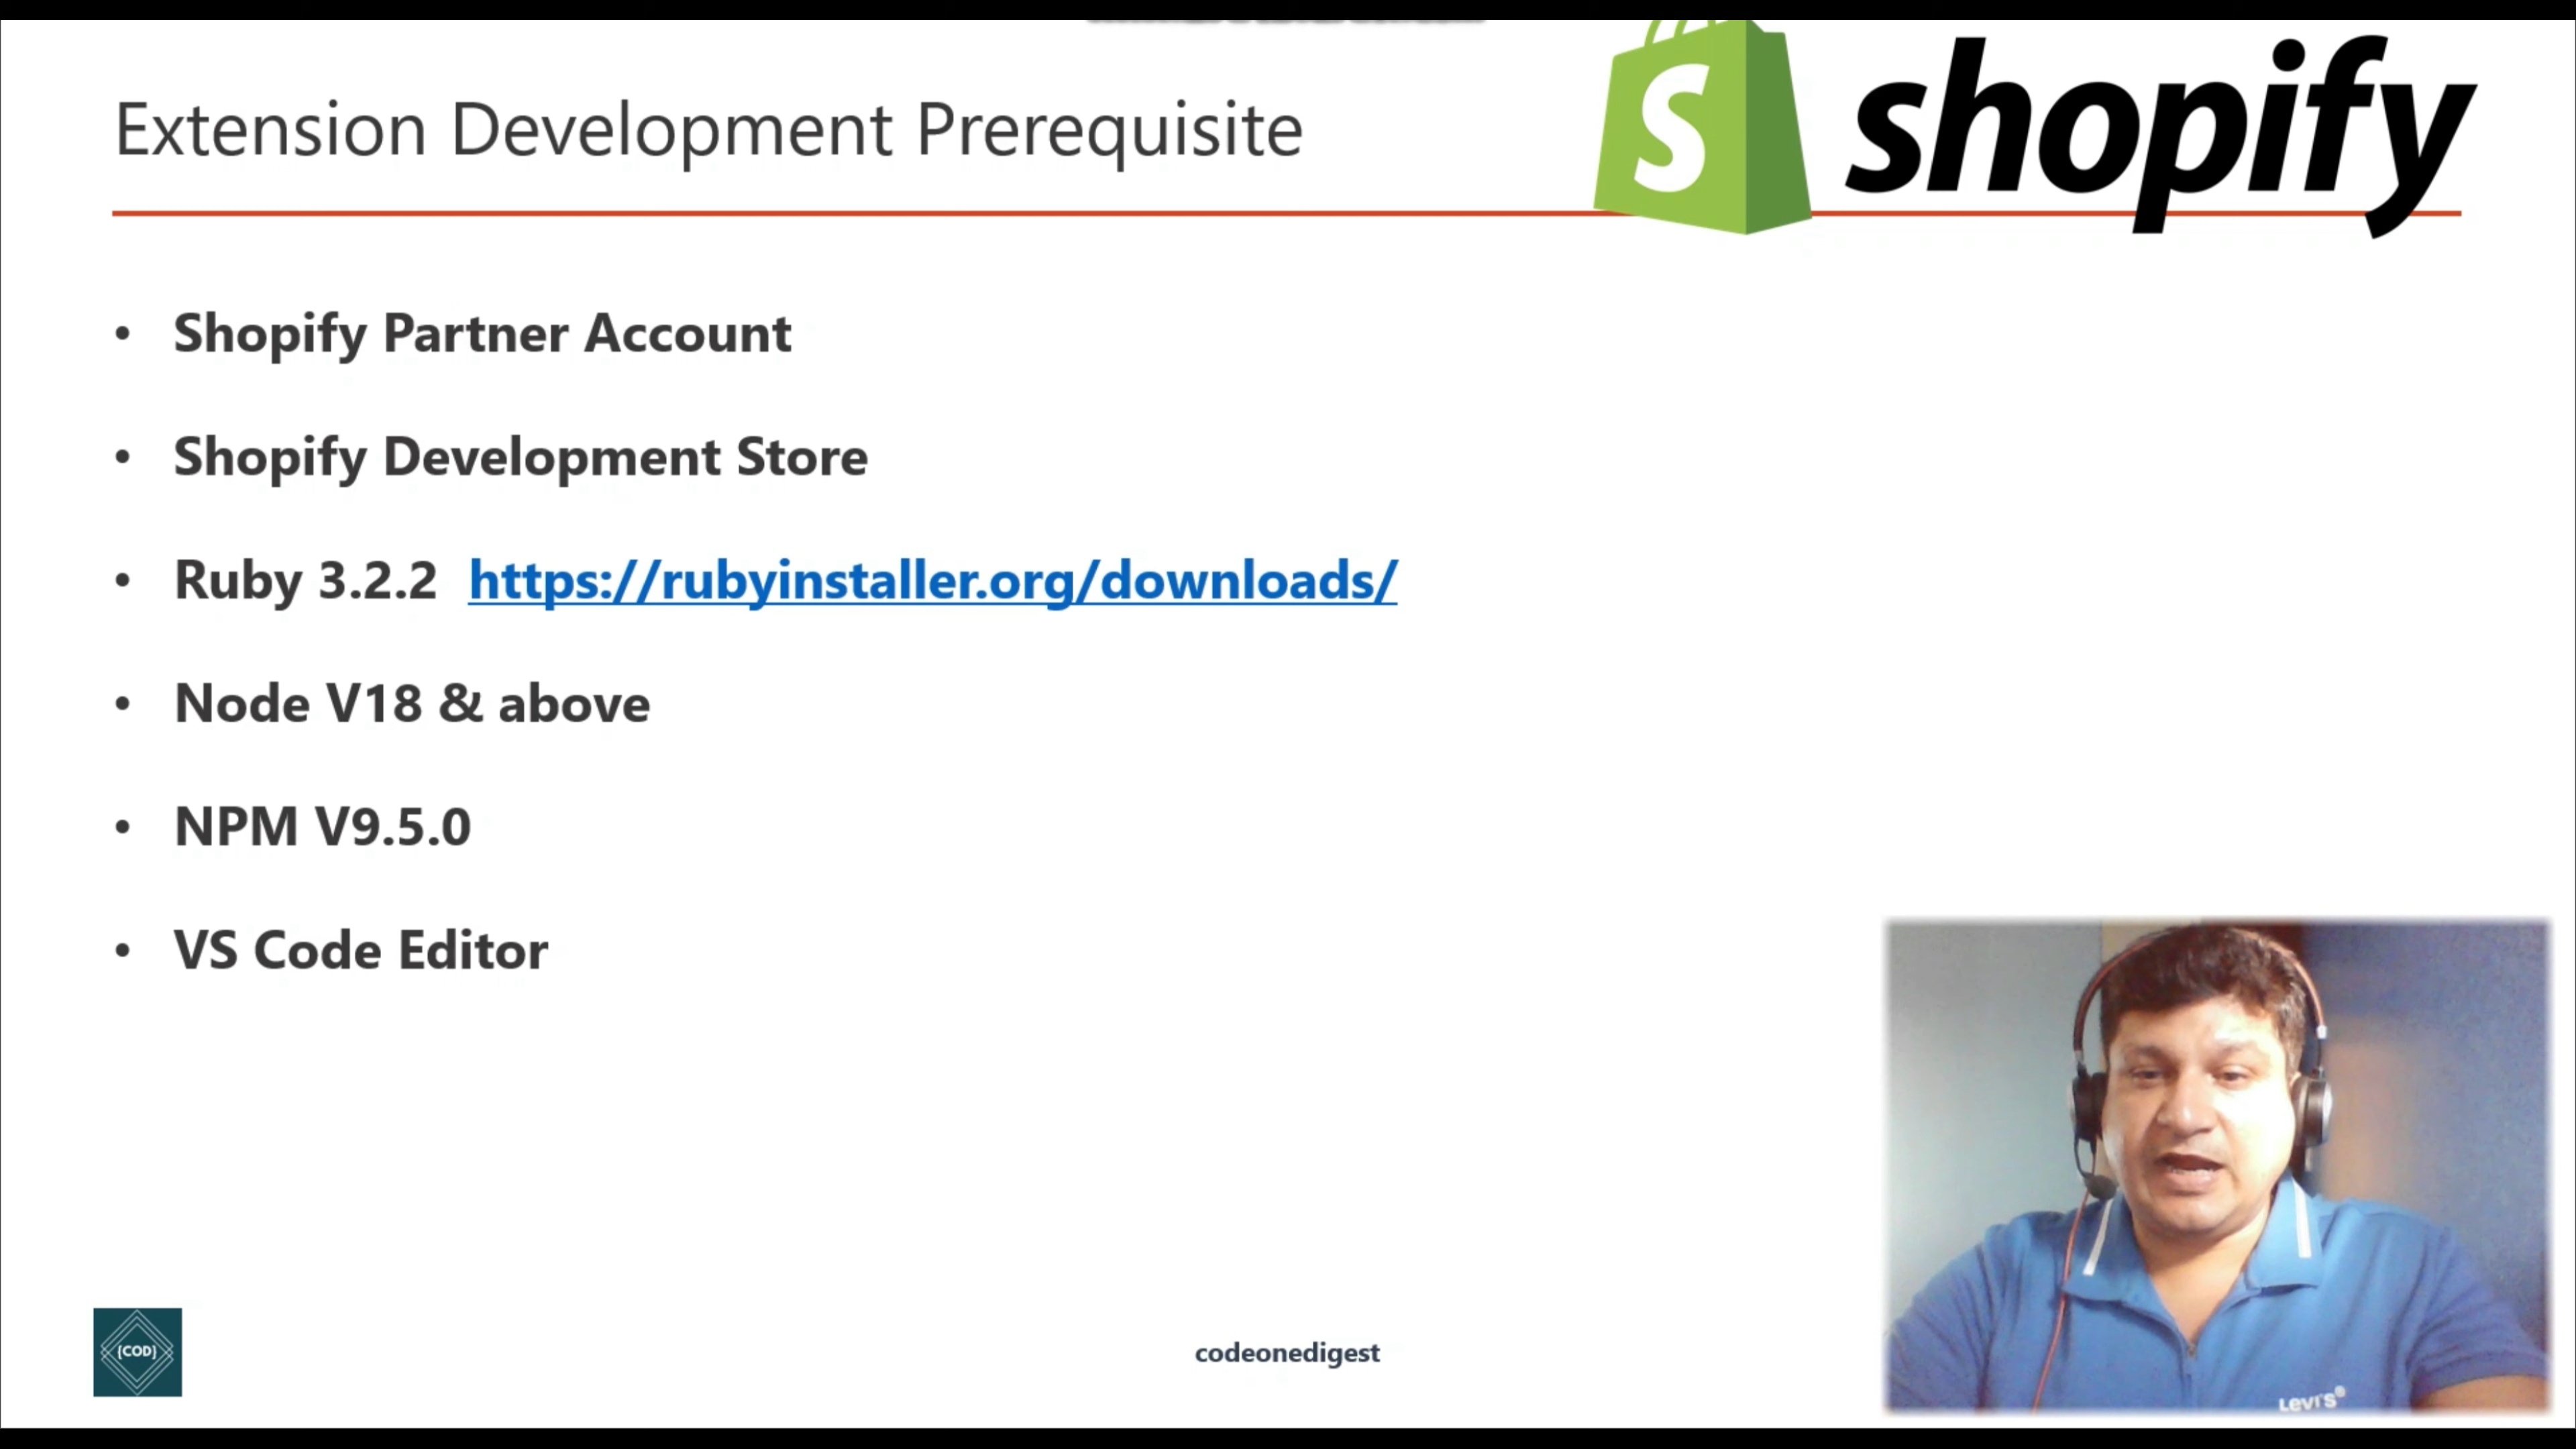 Extension Development Prerequisite
S shopify
• Shopify Partner Account
• Shopify Development Store
• Ruby 3.2.2 https://rubyinstaller.org/downloads/
• Node V18 & above
• NPM V9.5.0
• VS Code Editor
{COD}
codeonedigest
LEVI'S®